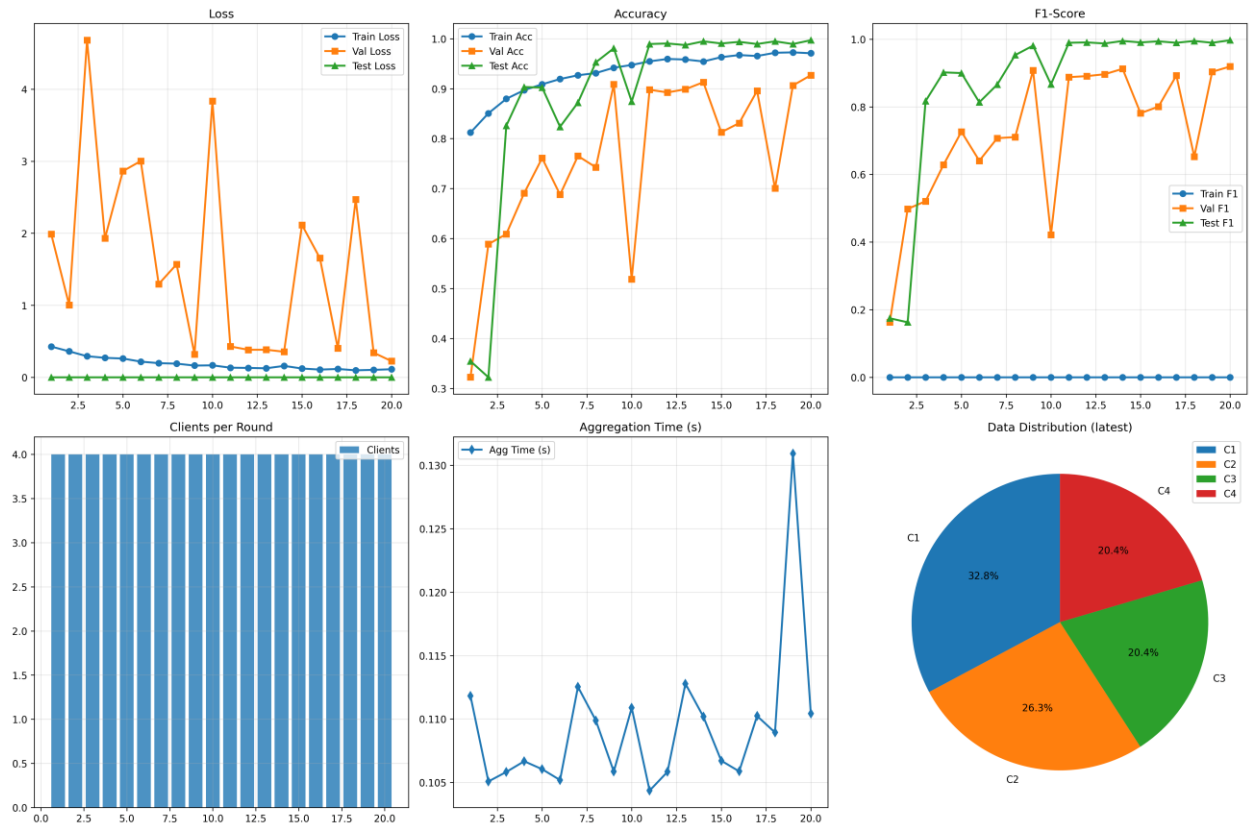 Loss
Train Loss
Val Loss
Test Loss
4
3
2
1
0
2.5 5.0 7.5 10.0 12.5 15.0 17.5 20.0
Accuracy
Train Acc
Val Acc
Test Acc
1.0
0.9
0.8
0.7
0.6
0.5
0.4
0.3
2.5 5.0 7.5 10.0 12.5 15.0 17.5 20.0
F1-Score
1.0
0.8
0.6
0.4
0.2
0.0
Train F1
Val F1
Test F1
2.5 5.0 7.5 10.0 12.5 15.0 17.5 20.0
Clients per Round
Clients
4.0
3.5
3.0
2.5
2.0
1.5
1.0
0.5
0.0
0.0 2.5 5.0 7.5 10.0 12.5 15.0 17.5 20.0
Aggregation Time (s)
Agg Time (s)
0.130
0.125
0.120
0.115
0.110
0.105
2.5 5.0 7.5 10.0 12.5 15.0 17.5 20.0
Data Distribution (latest)
C1
C2
C3
C4
C4
C1
20.4%
32.8%
20.4%
C3
26.3%
C2